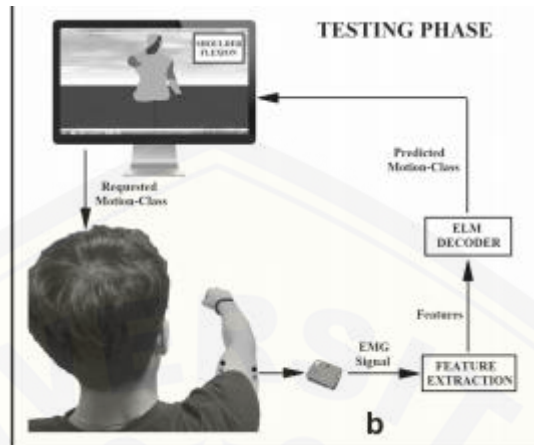 TESTING PHASE
SHOULDER
FLEXION
Predicted
Motion-Class
Requested
Motion-Class
ELM
DECODER
Features
EMG
Signal
FEATURE
EXTRACTION
b